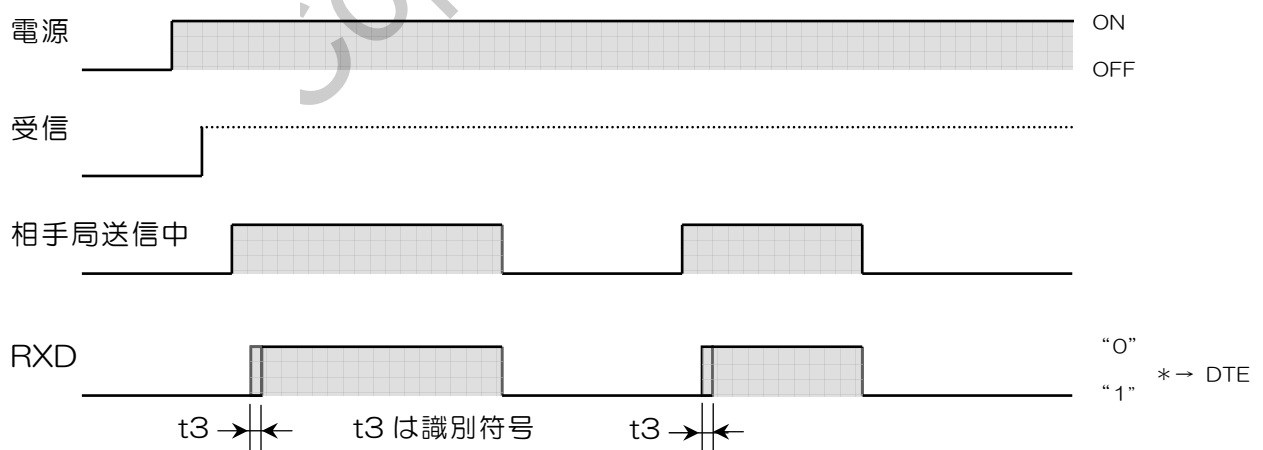 電源
ON
OFF
受信
相手局送信中
RXD
“0”
“1”
*→ DTE
t3
t3 は識別符号
t3